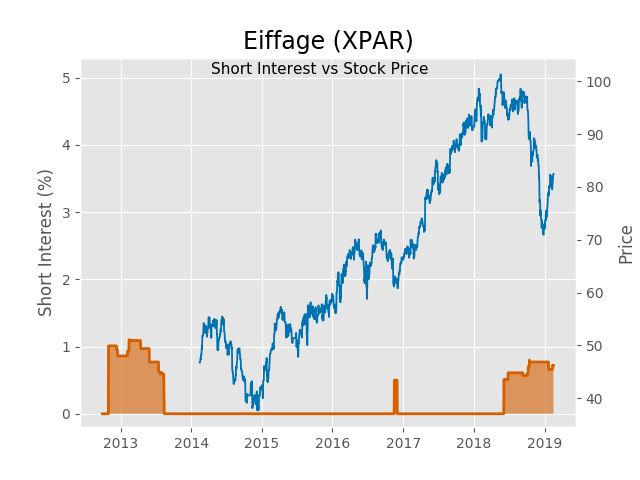 Eiffage (XPAR)
Short Interest vs Stock Price
Short Interest (%)
5
4
3
2
1
0
100
90
80
70
60
50
40
Price
2013 2014 2015 2016 2017 2018 2019